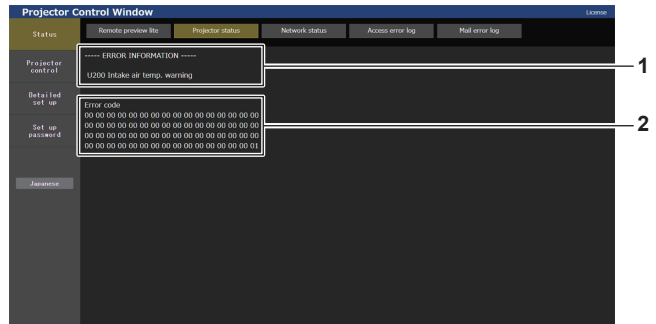 Projector Control Window
License
Status
Remote preview lite
Projector status
Network status
Access error log
Mail error log
----- ERROR INFORMATION -----
U200 Intake air temp. warning
1
Projector
control
Detailed
set up
Set up
password
Error code
00 00 00 00 00 00 00 00 00 00 00 00 00 00 00 00
00 00 00 00 00 00 00 00 00 00 00 00 00 00 00 00
00 00 00 00 00 00 00 00 00 00 00 00 00 00 00 00
00 00 00 00 00 00 00 00 00 00 00 00 00 00 00 01
2
Japanese